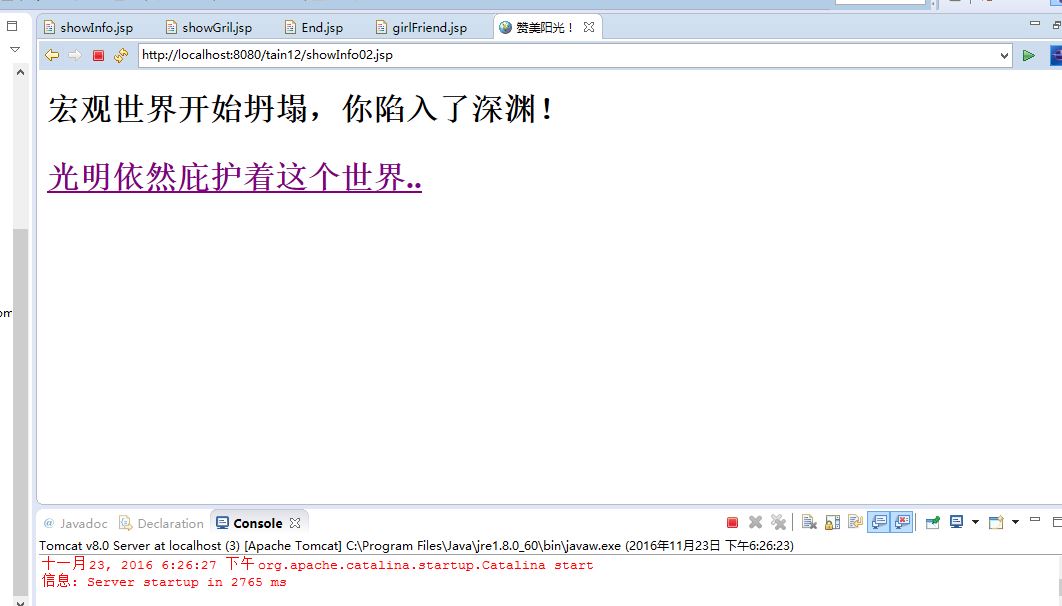 showInfo.jsp showGril.jsp End.jsp girlFriend.jsp 赞美阳光！
http://localhost:8080/tain12/showInfo02.jsp
宏观世界开始坍塌，你陷入了深渊！
光明依然庇护着这个世界..
om
@ Javadoc Declaration Console
Tomcat v8.0 Server at localhost (3) [Apache Tomcat] C:\Program Files\Java\jre1.8.0_60\bin\javaw.exe (2016年11月23日 下午6:26:23)
十一月 23, 2016 6:26:27 下午 org.apache.catalina.startup.Catalina start
信息: Server startup in 2765 ms